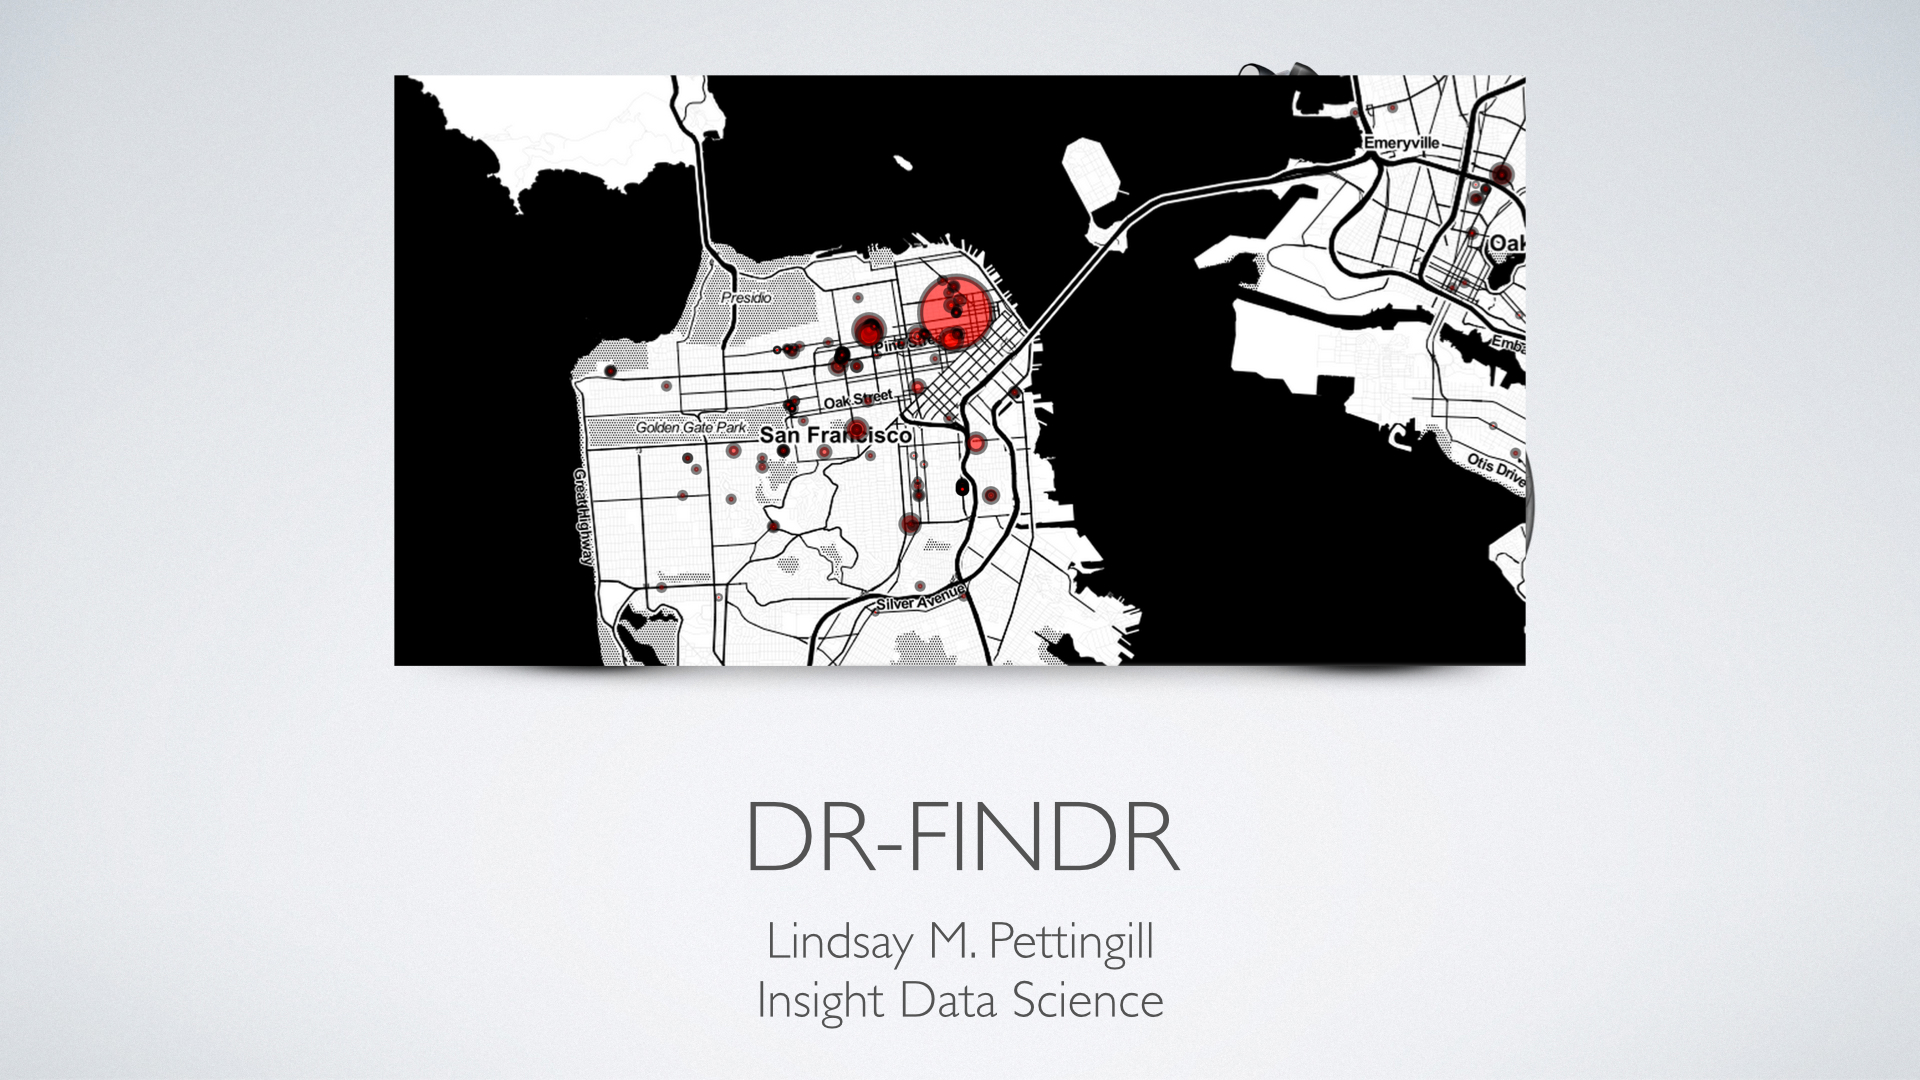 Emeryville
Oak
Presidio
Pine Stre
Emba
Oak Street
Golden Gate Park
San Francisco
Otis Drive
Great Highway
Silver Avenue
DR-FINDR
Lindsay M. Pettingill
Insight Data Science